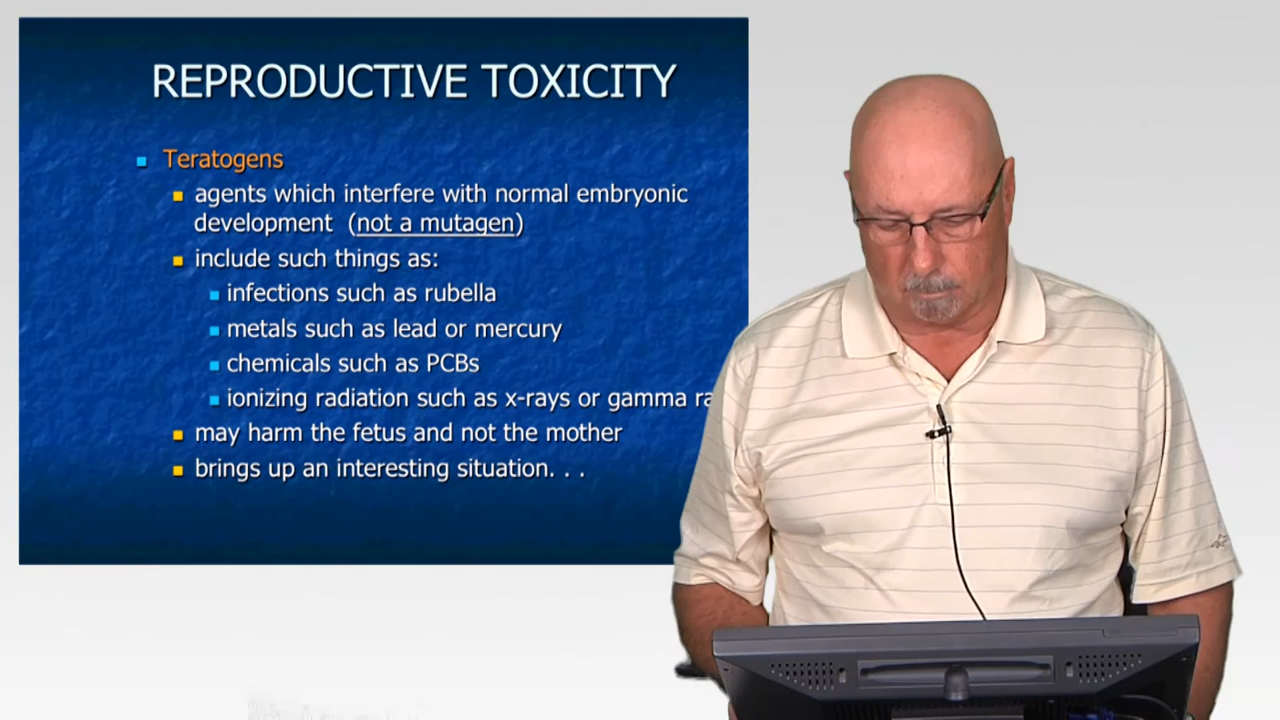 REPRODUCTIVE TOXICITY
Teratogens
agents which interfere with normal embryonic
development (not a mutagen)
include such things as:
infections such as rubella
metals such as lead or mercury
chemicals such as PCBs
ionizing radiation such as x-rays or gamma
may harm the fetus and not the mother
brings up an interesting situation. . .